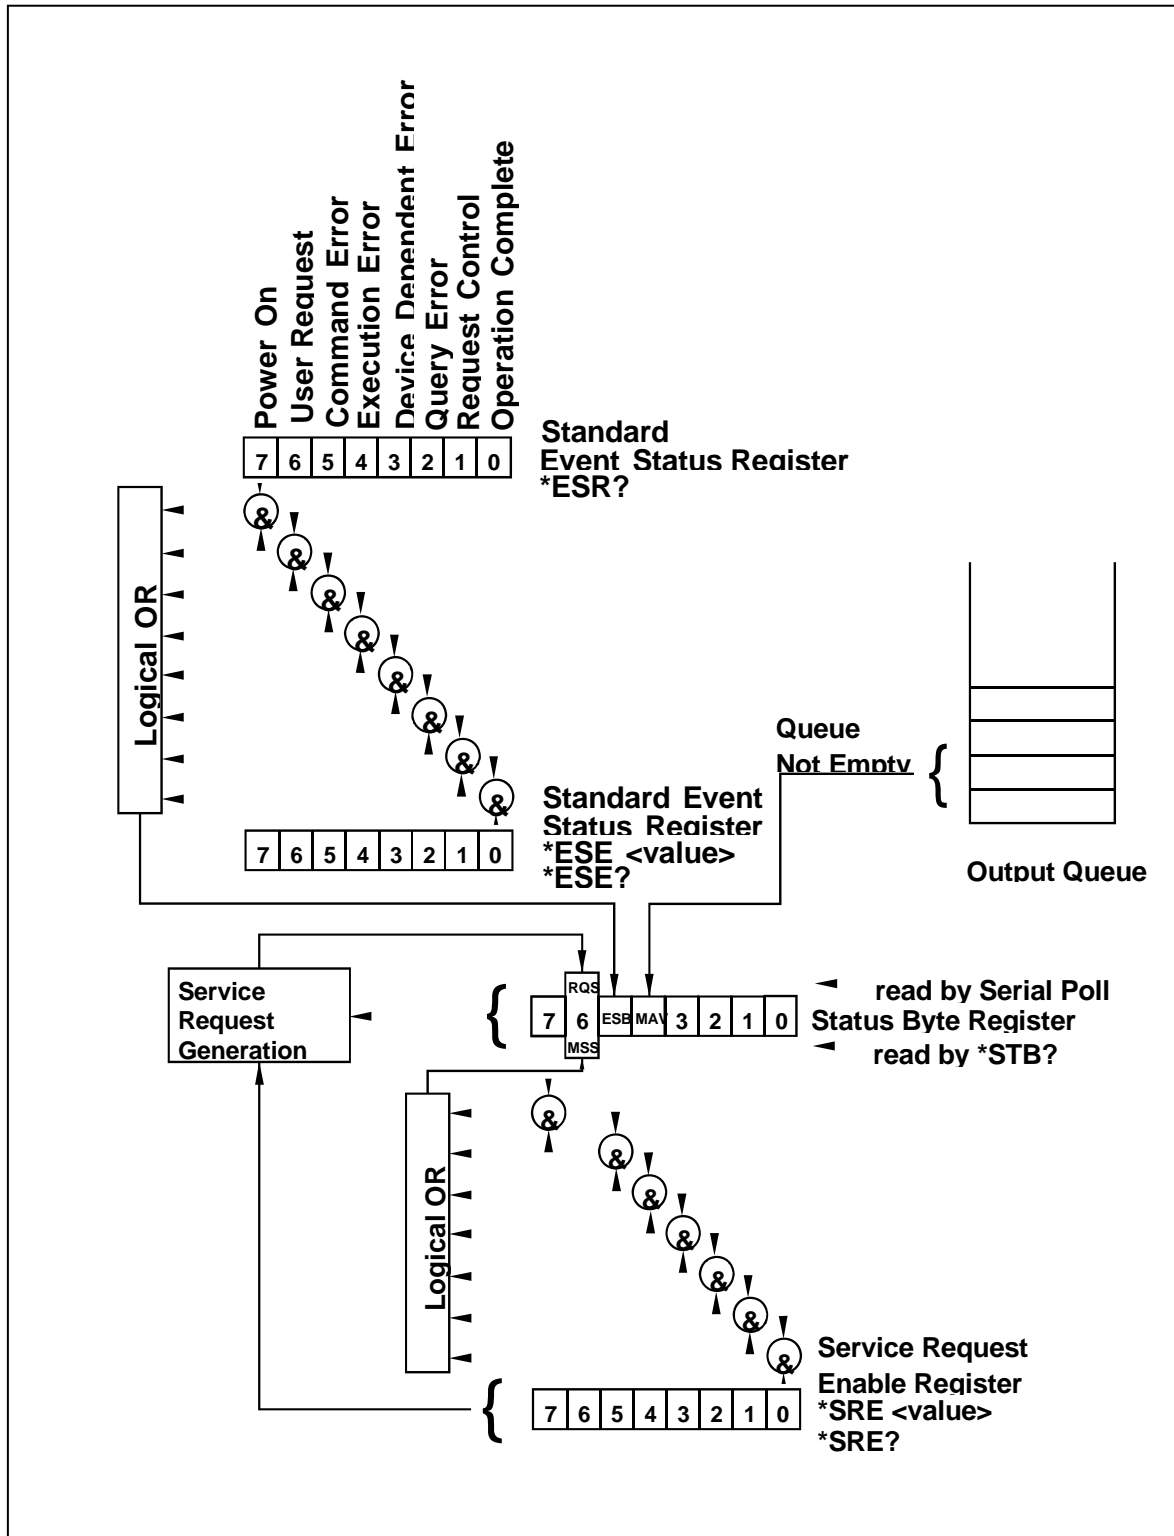 Power On
User Request
Command Error
Execution Error
Device Dependent Error
Query Error
Request Control
Operation Complete
7 6 5 4 3 2 1 0
Standard
Event Status Register
*ESR?
&
&
&
&
&
&
&
&
Logical OR
Queue
Not Empty
{
Output Queue
7 6 5 4 3 2 1 0
Standard Event
Status Register
*ESE <value>
*ESE?
Service
Request
Generation
{
RQS
7 6 ESB MAV 3 2 1 0
MSS
read by Serial Poll
Status Byte Register
read by *STB?
&
&
&
&
&
&
&
Logical OR
{
7 6 5 4 3 2 1 0
Service Request
Enable Register
*SRE <value>
*SRE?